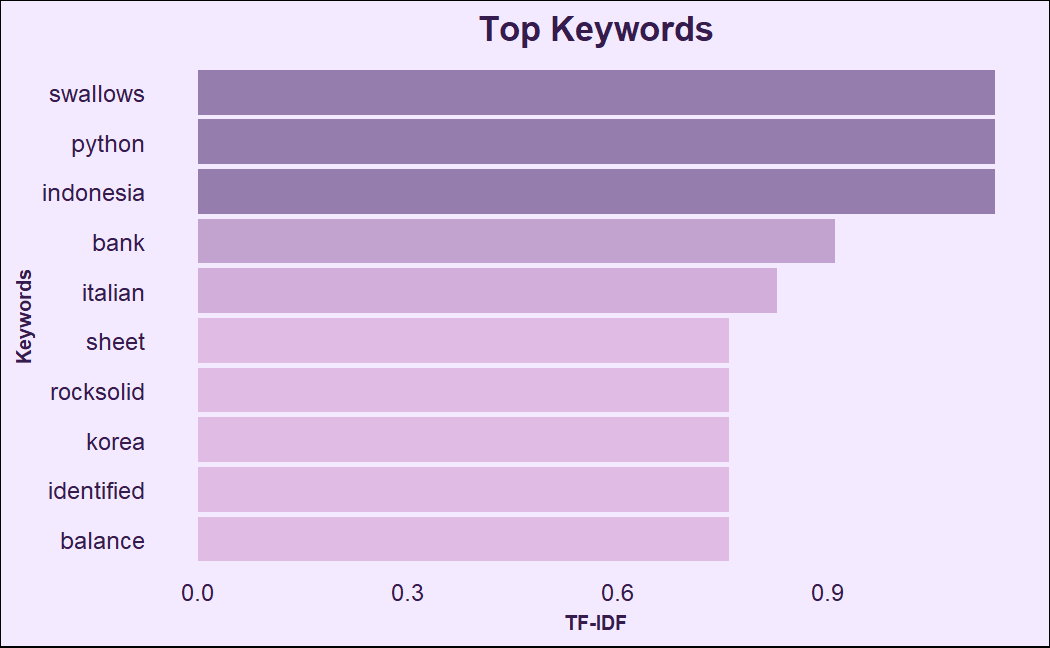 Top Keywords
swallows
python
indonesia
bank
italian
sheet
rocksolid
korea
identified
balance
Keywords
0.0 0.3 0.6 0.9
TF-IDF